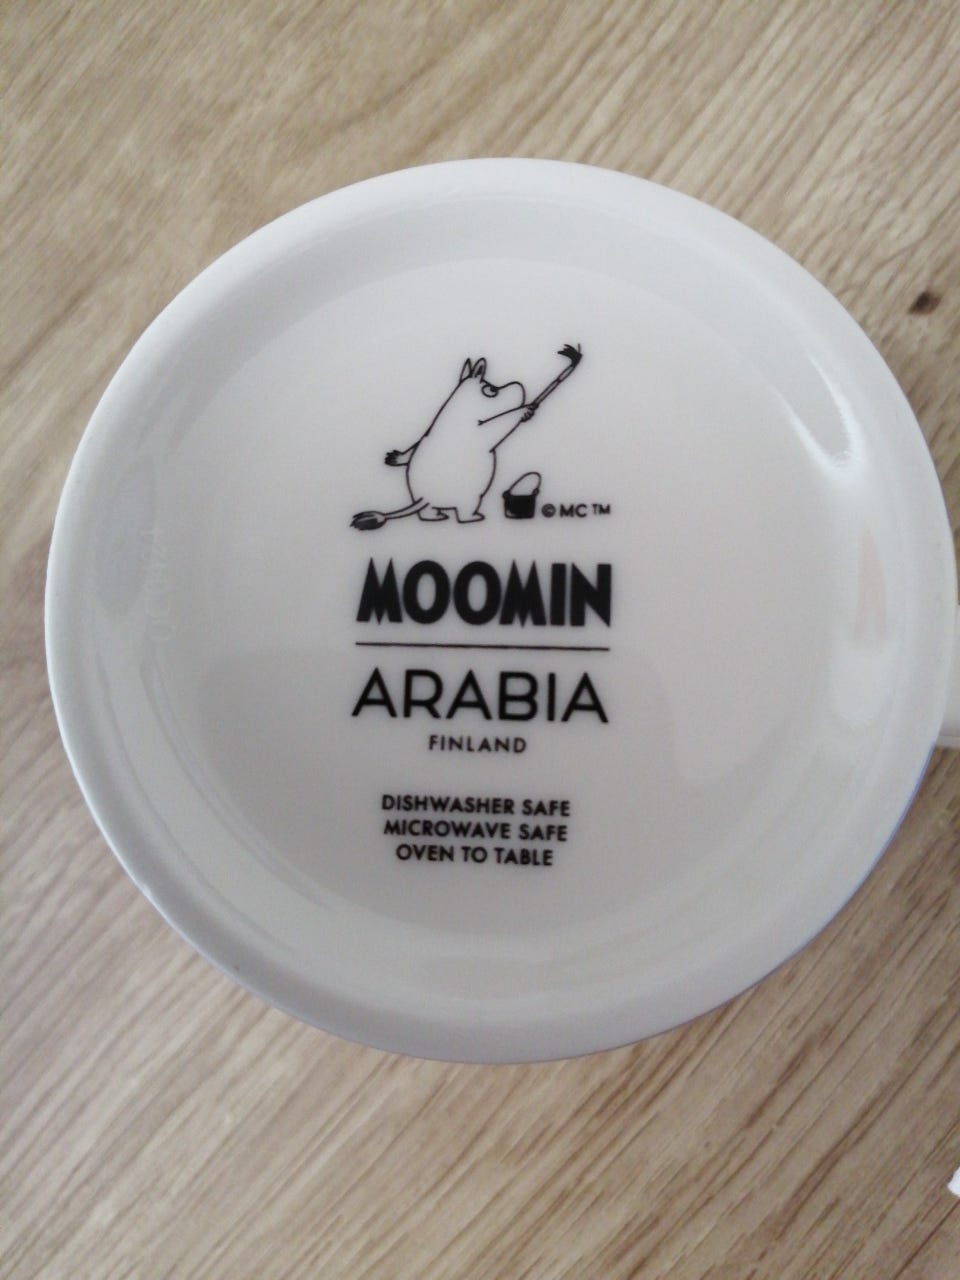 © MC ™
MOOMIN
ARABIA
FINLAND
DISHWASHER SAFE
MICROWAVE SAFE
OVEN TO TABLE